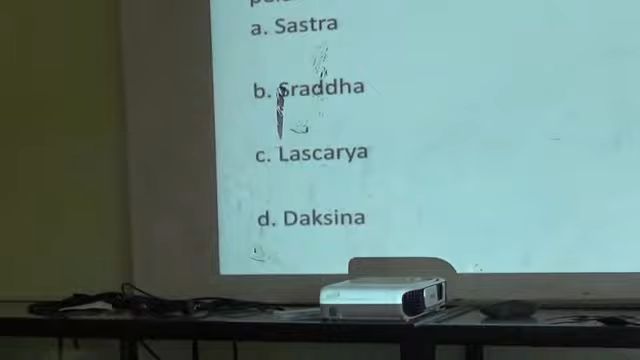 a. Sastra
b. Sraddha
c. Lascarya
d. Daksina